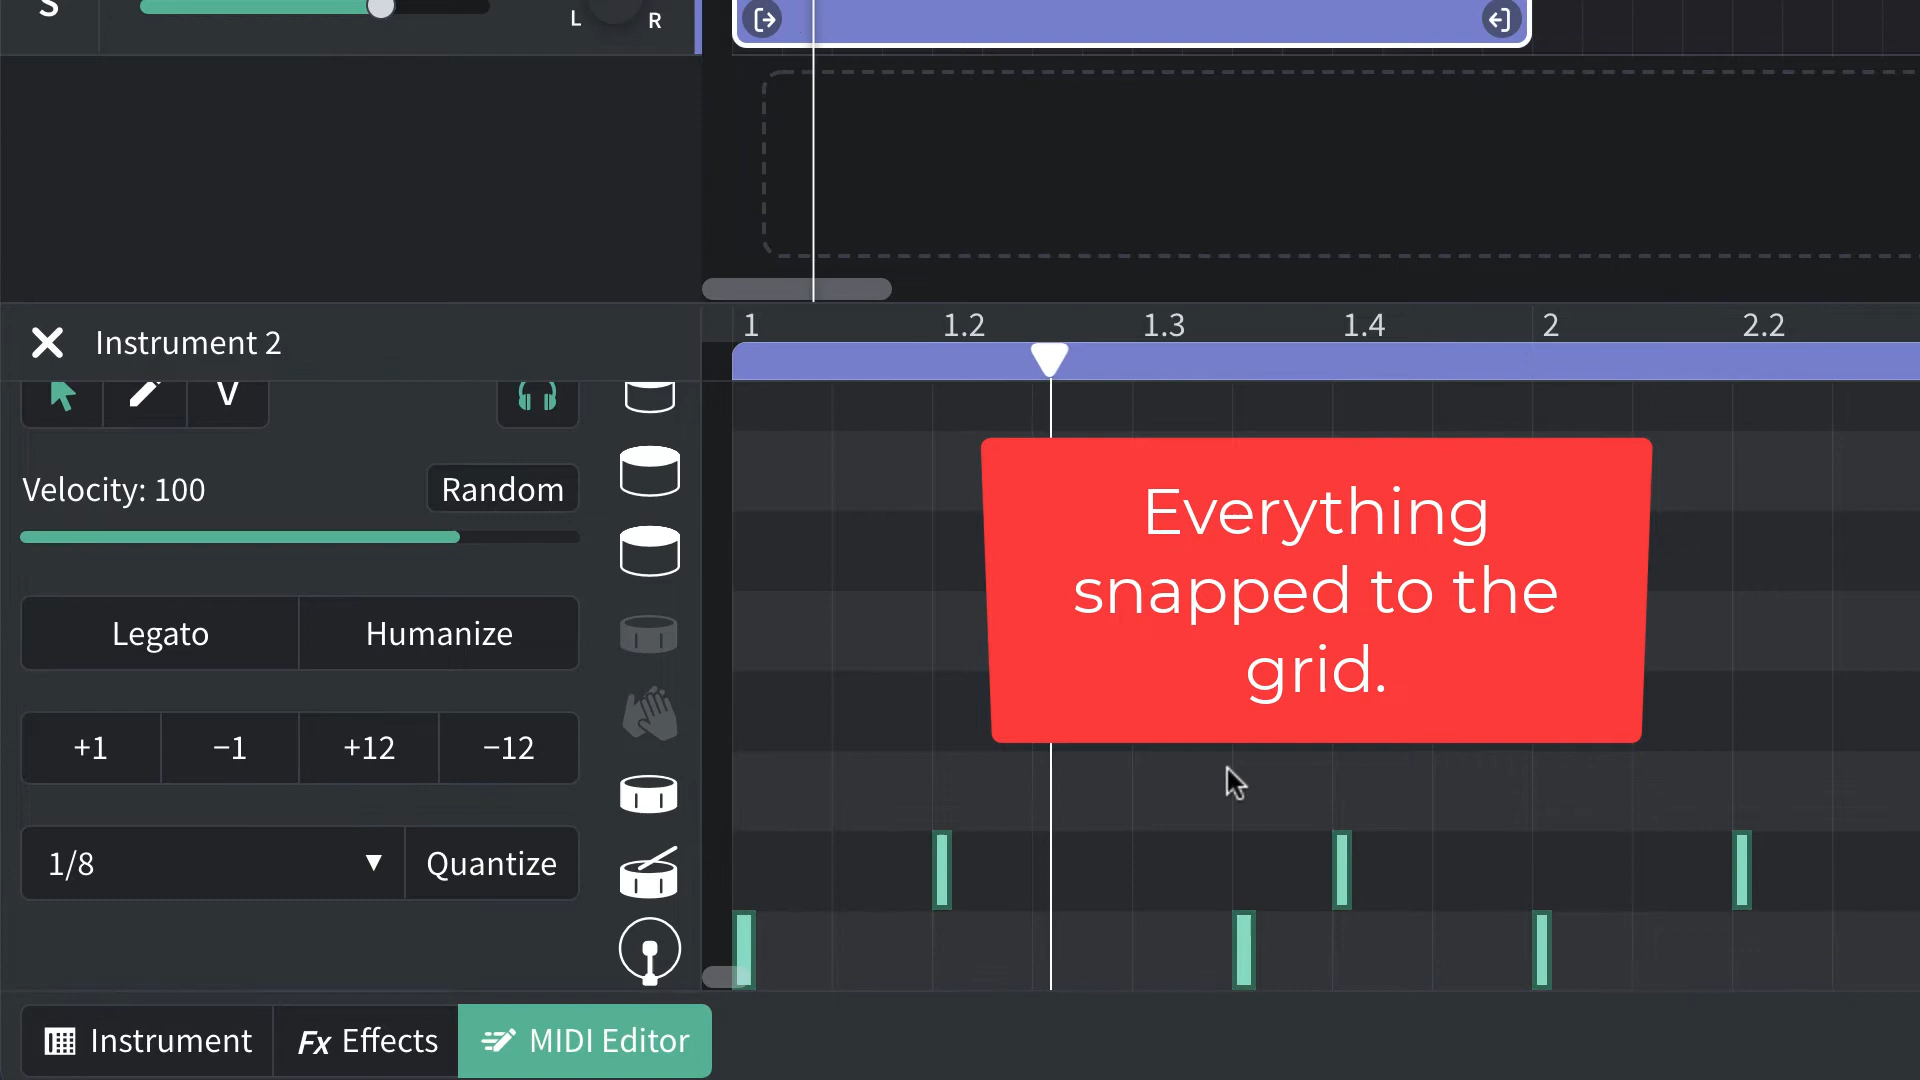 S
L
R
Instrument 2
1
1.2
1.3
1.4
2
2.2
V
Velocity: 100
Random
Everything
snapped to the
grid.
Legato
Humanize
+1
−1
+12
−12
1/8
Quantize
Instrument
Fx Effects
MIDI Editor